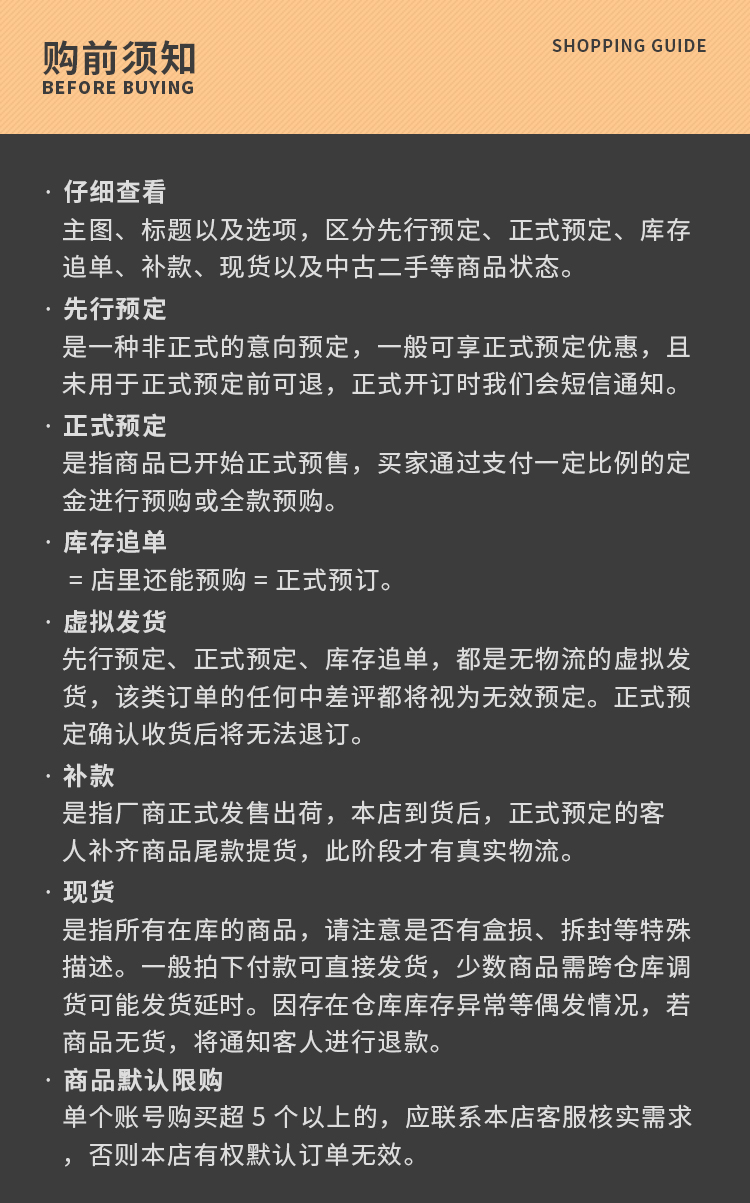 购前须知
BEFORE BUYING
SHOPPING GUIDE
· 仔细查看
主图、标题以及选项，区分先行预定、正式预定、库存
追单、补款、现货以及中古二手等商品状态。
· 先行预定
是一种非正式的意向预定，一般可享正式预定优惠，且
未用于正式预定前可退，正式开订时我们会短信通知。
· 正式预定
是指商品已开始正式预售，买家通过支付一定比例的定
金进行预购或全款预购。
· 库存追单
= 店里还能预购 = 正式预订。
· 虚拟发货
先行预定、正式预定、库存追单，都是无物流的虚拟发
货，该类订单的任何中差评都将视为无效预定。正式预
定确认收货后将无法退订。
· 补款
是指厂商正式发售出荷，本店到货后，正式预定的客
人补齐商品尾款提货，此阶段才有真实物流。
· 现货
是指所有在库的商品，请注意是否有盒损、拆封等特殊
描述。一般拍下付款可直接发货，少数商品需跨仓库调
货可能发货延时。因存在仓库库存异常等偶发情况，若
商品无货，将通知客人进行退款。
· 商品默认限购
单个账号购买超 5 个以上的，应联系本店客服核实需求
，否则本店有权默认订单无效。